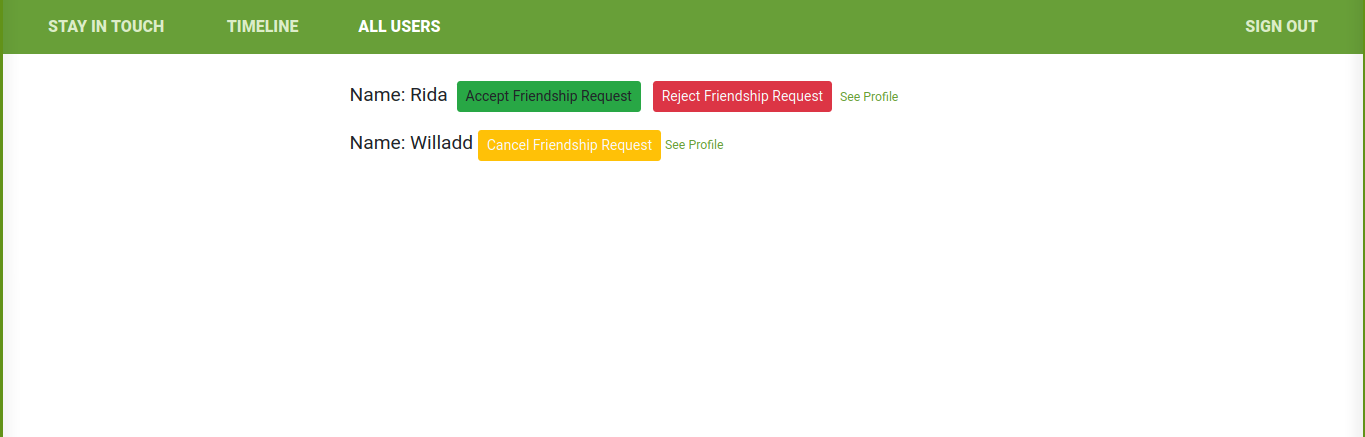 STAY IN TOUCH TIMELINE ALL USERS SIGN OUT
Name: Rida Accept Friendship Request Reject Friendship Request See Profile
Name: Willadd Cancel Friendship Request See Profile